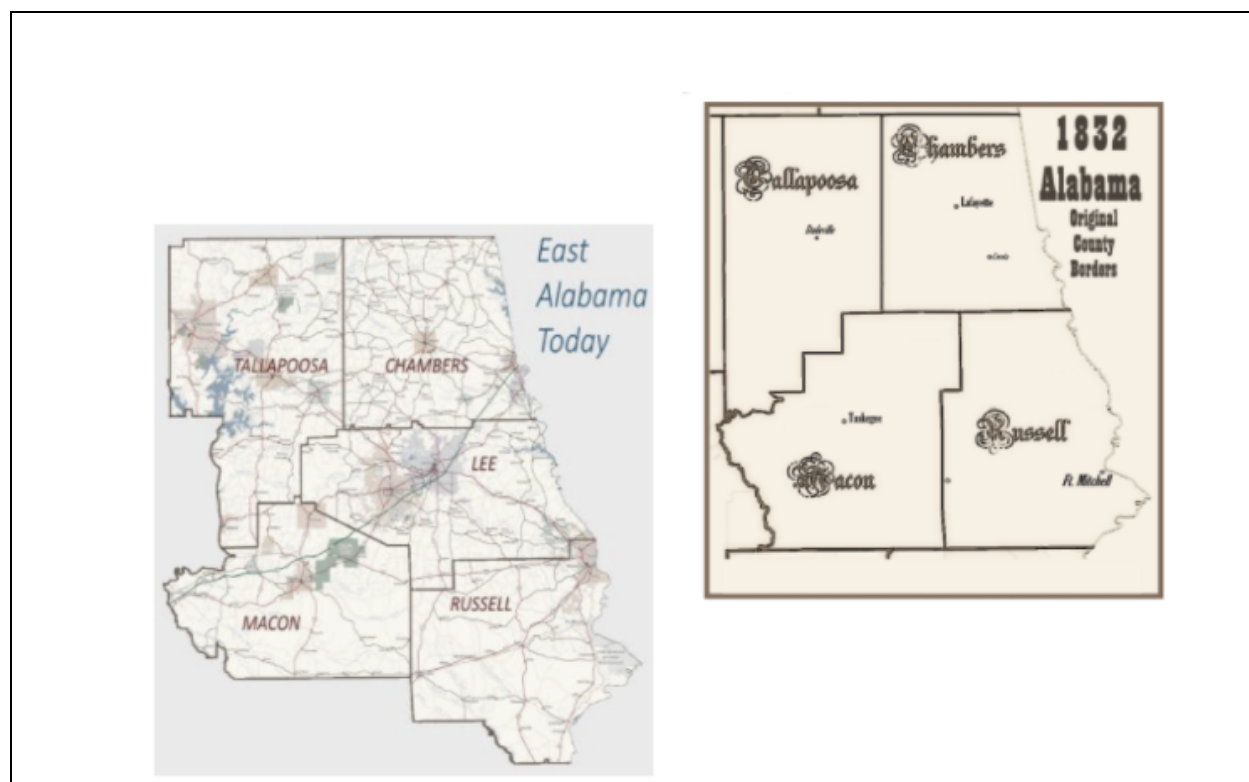 East
Alabama
Today
TALLAPOOSA
CHAMBERS
LEE
MACON
RUSSELL
1832
Alabama
Original
County
Borders
Chambers
Tallapoosa
Lafayette
Dadeville
Tuskegee
Russell
Macon
Ft. Mitchell